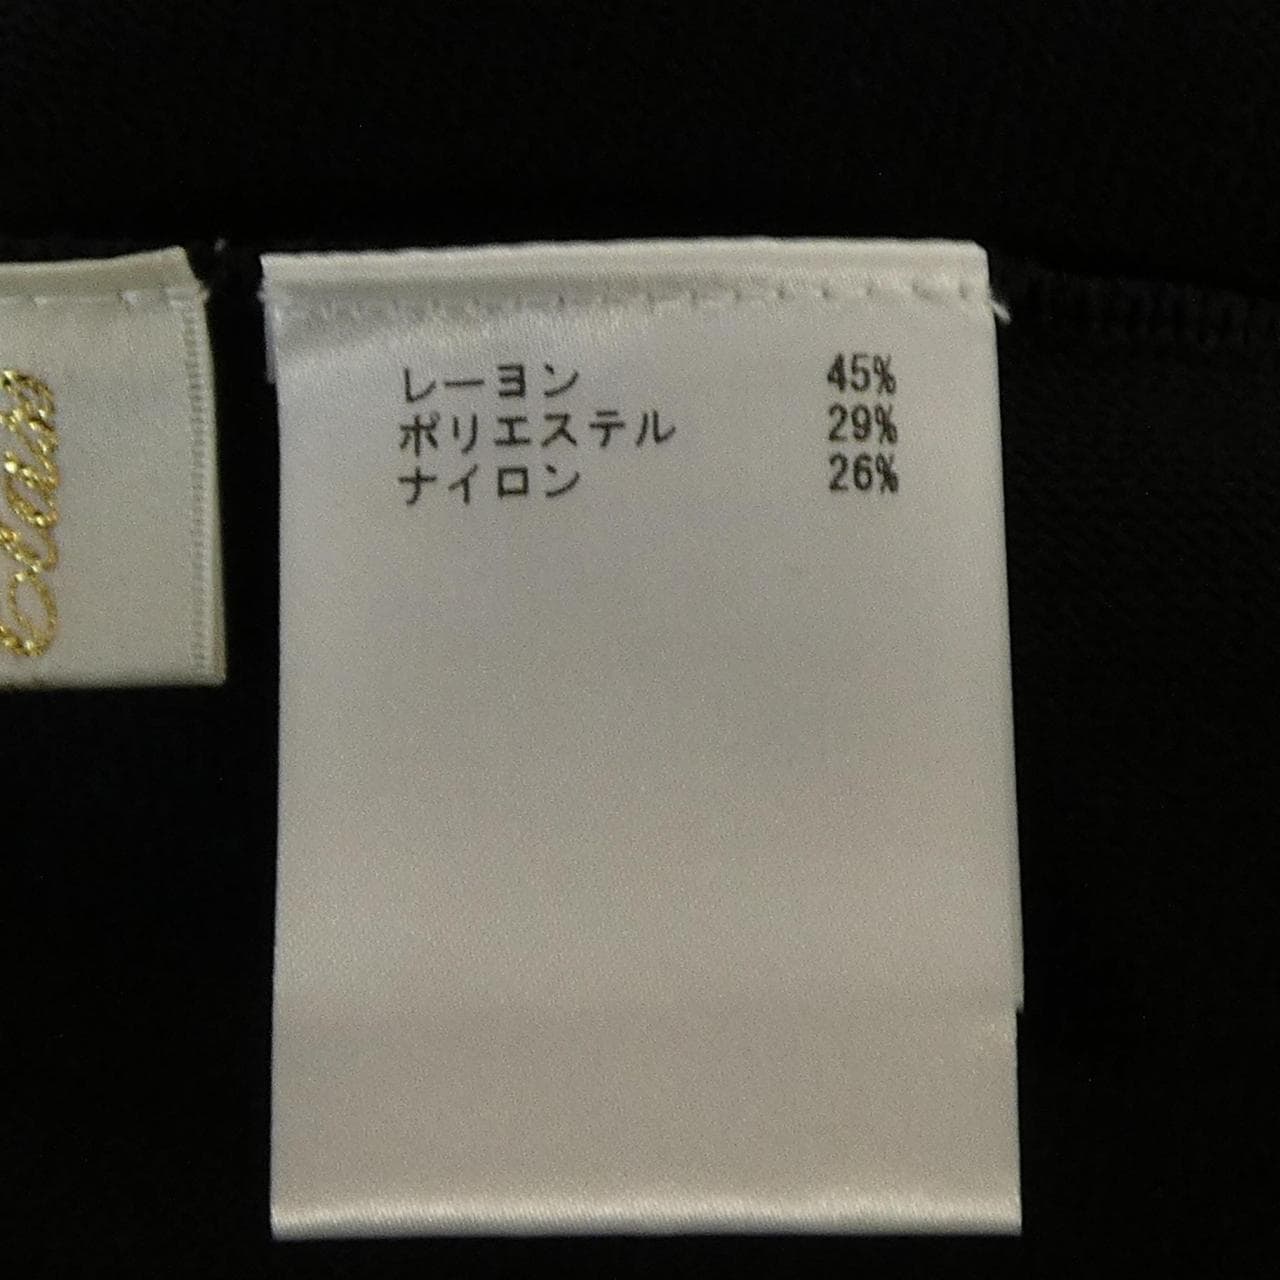 レーヨン 45%
ポリエステル 29%
ナイロン 26%